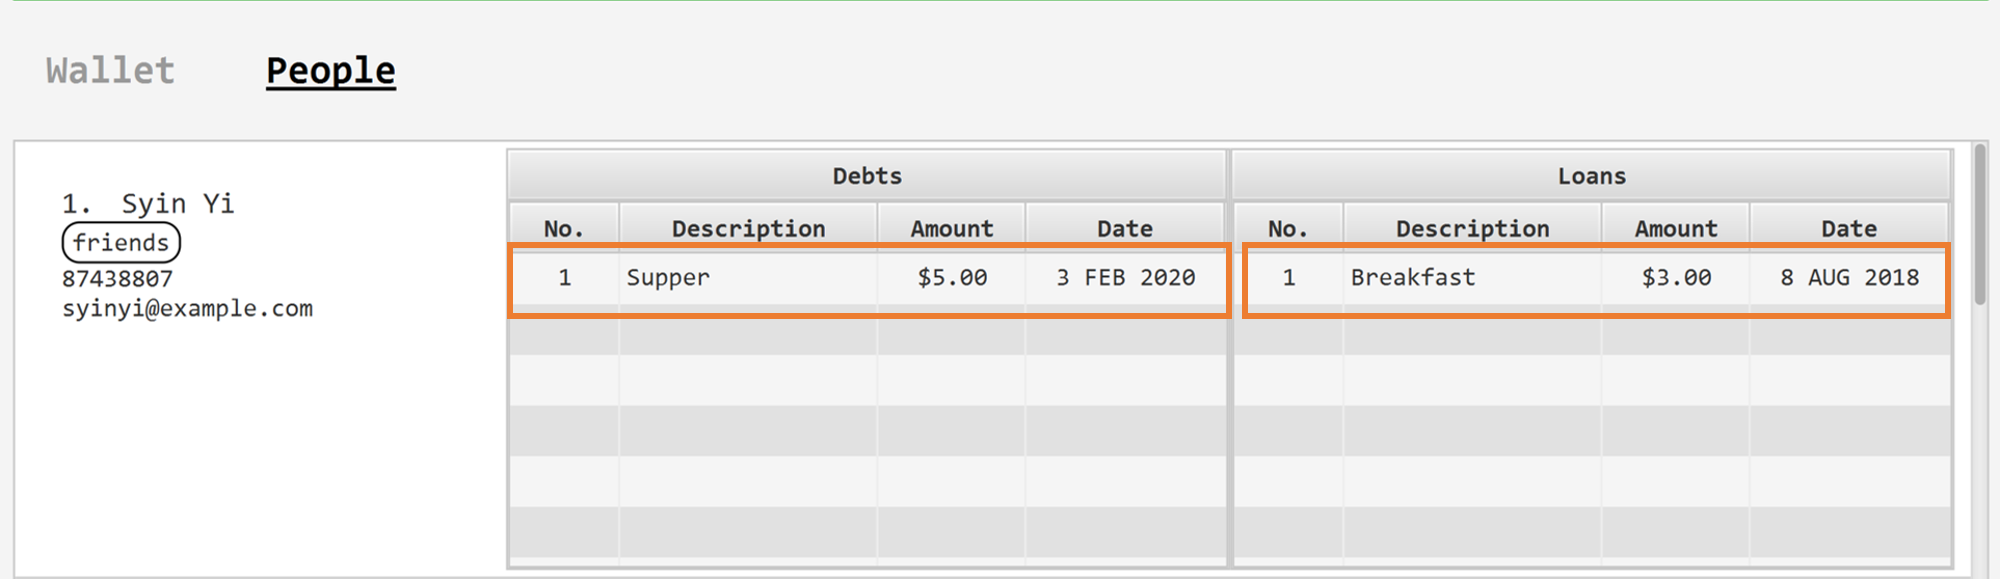 Wallet People
1. Syin Yi
friends
87438807
syinyi@example.com
Debts Loans
No. Description Amount Date No. Description Amount Date
1 Supper $5.00 3 FEB 2020 1 Breakfast $3.00 8 AUG 2018